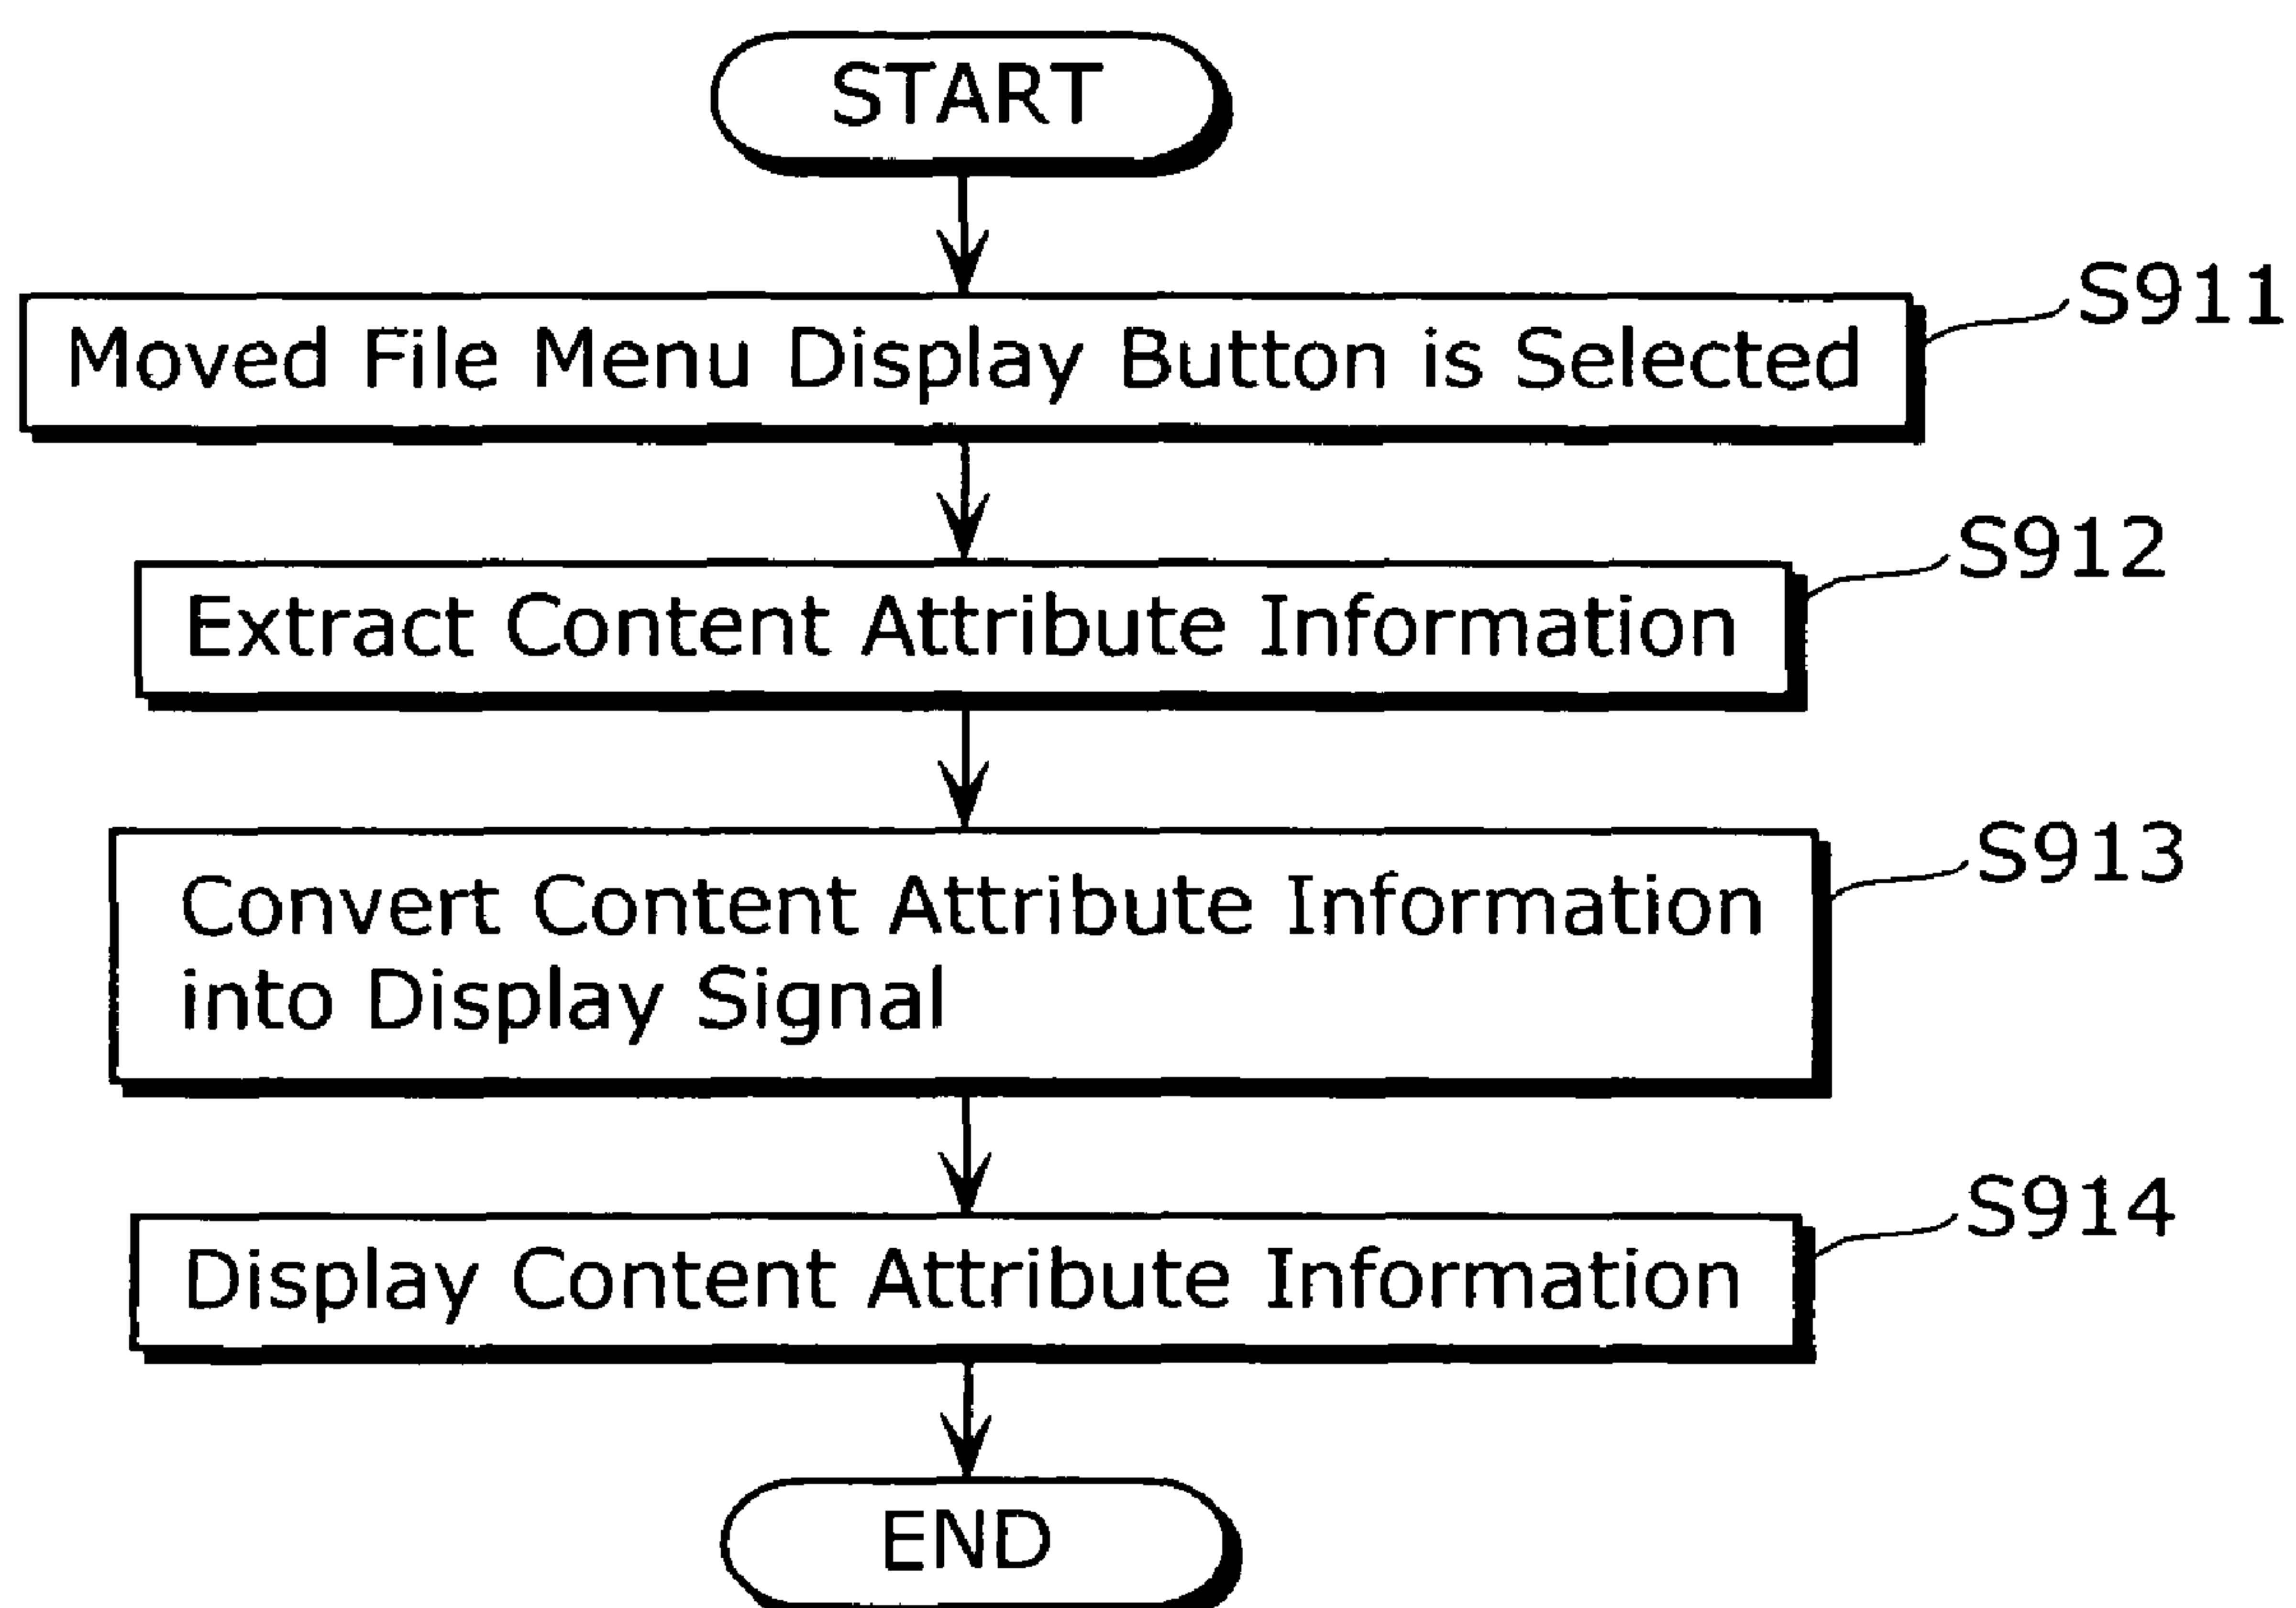 START
Moved File Menu Display Button is Selected
S911
Extract Content Attribute Information
S912
Convert Content Attribute Information
into Display Signal
S913
Display Content Attribute Information
S914
END